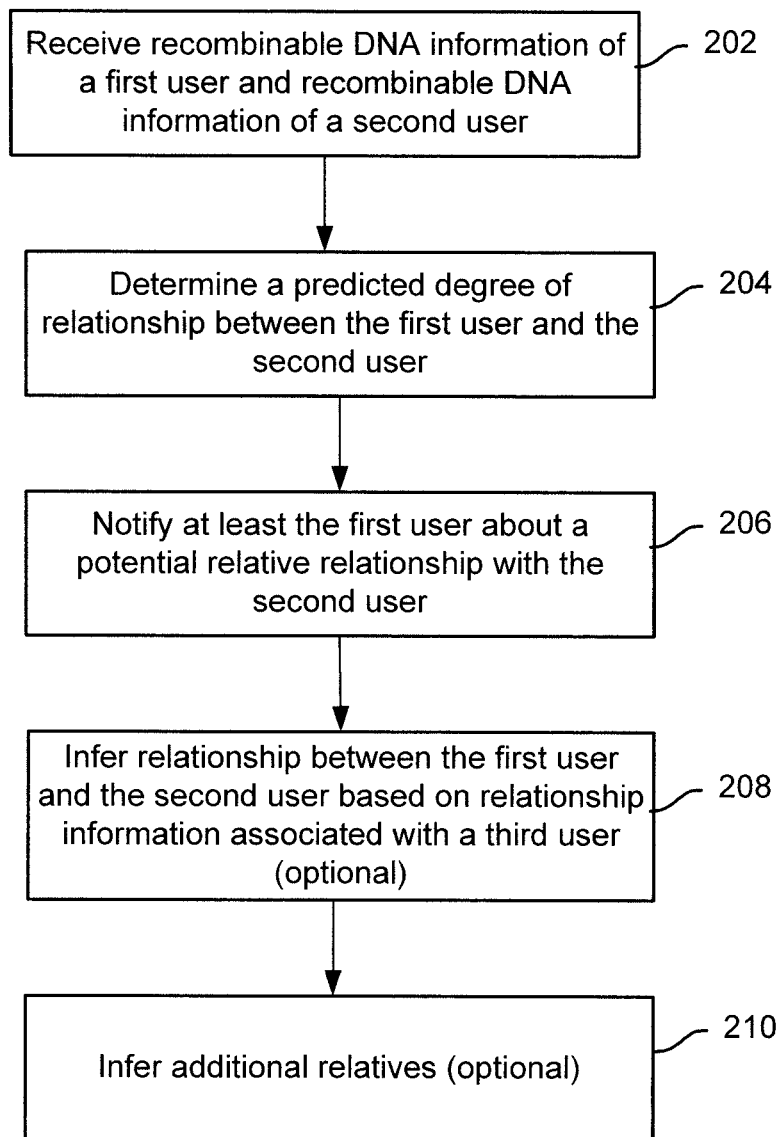 Receive recombinable DNA information of
a first user and recombinable DNA
information of a second user
202
Determine a predicted degree of
relationship between the first user and the
second user
204
Notify at least the first user about a
potential relative relationship with the
second user
206
Infer relationship between the first user
and the second user based on relationship
information associated with a third user
(optional)
208
Infer additional relatives (optional)
210